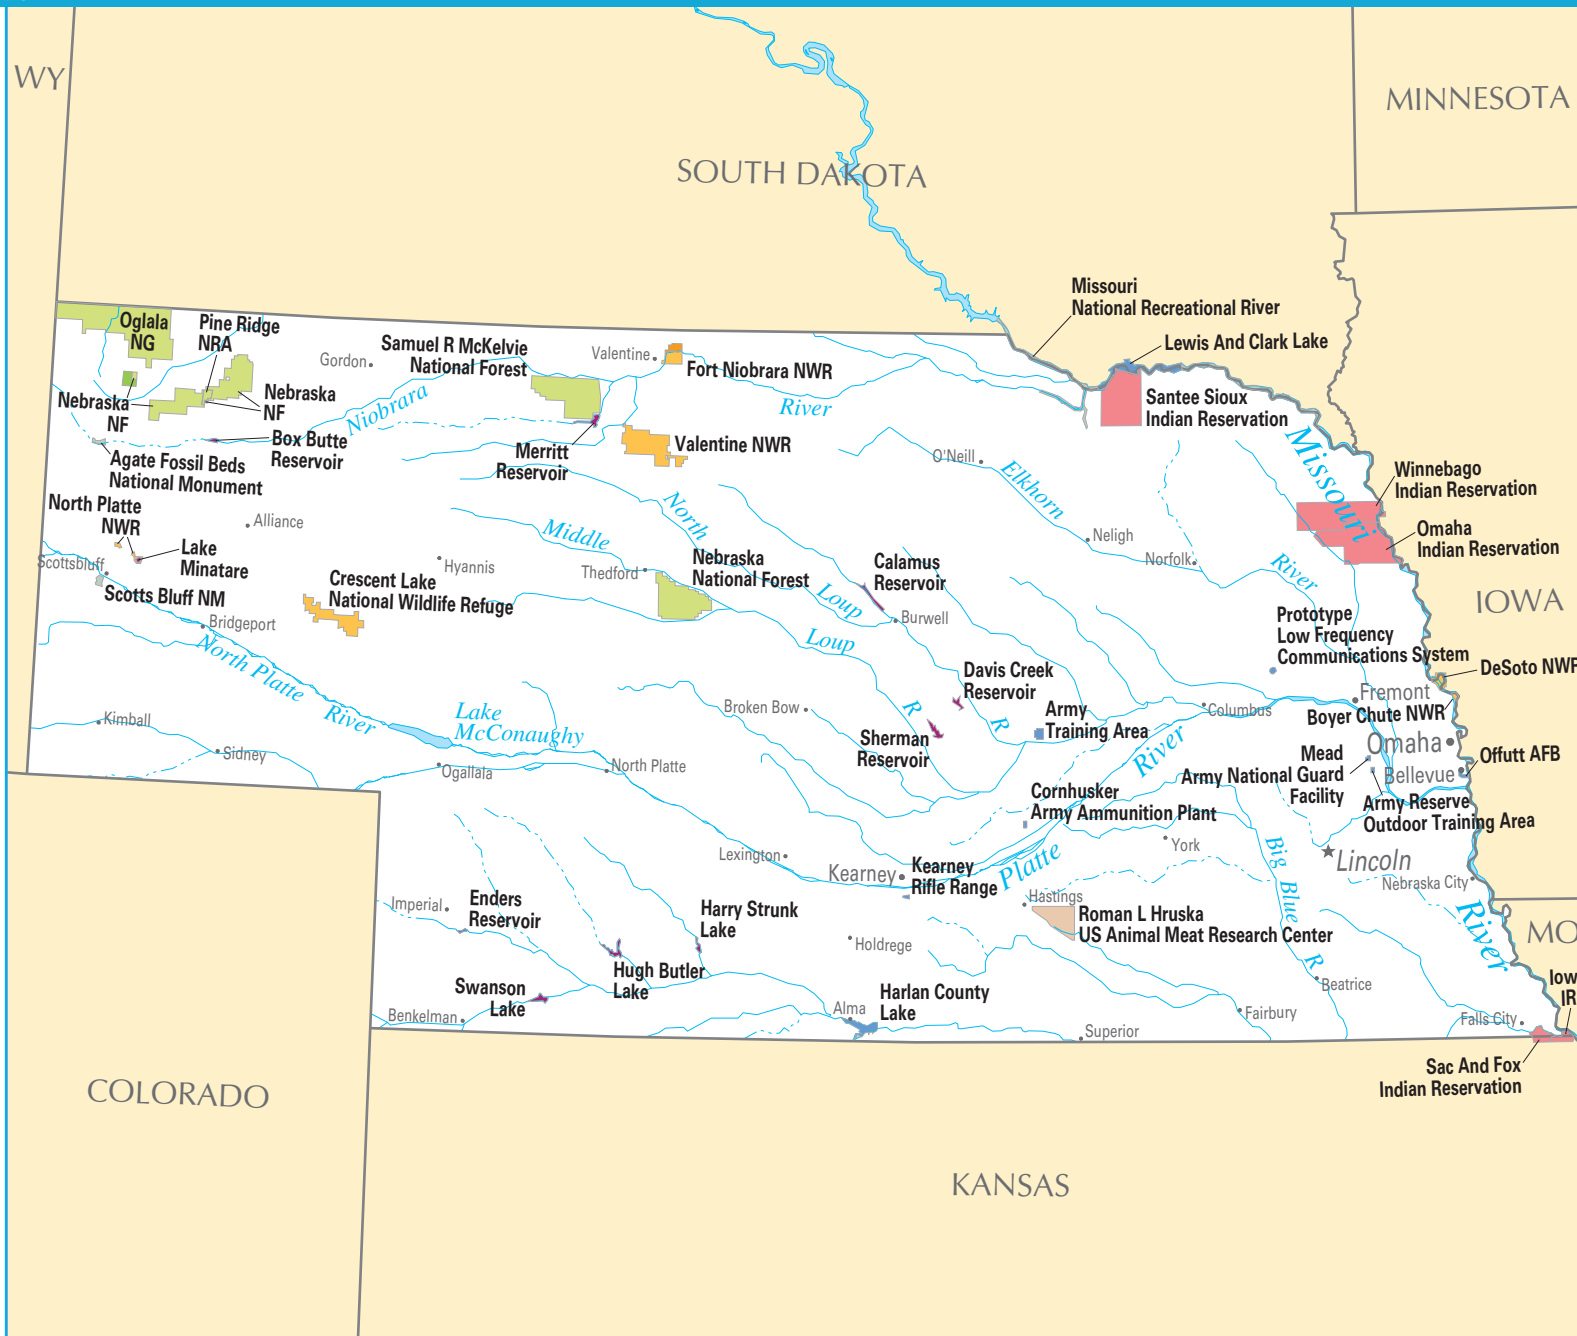 WY
MINNESOTA
SOUTH DAKOTA
Missouri
National Recreational River
Lewis And Clark Lake
Oglala
NG
Pine Ridge
NRA
Gordon
Samuel R McKelvie
National Forest
Valentine
Fort Niobrara NWR
Nebraska
NF
Nebraska
NF
Niobrara
River
Santee Sioux
Indian Reservation
Box Butte
Reservoir
Merritt
Reservoir
Valentine NWR
Agate Fossil Beds
National Monument
O'Neill
Elkhorn
Missouri
Winnebago
Indian Reservation
North Platte
NWR
Alliance
North
Middle
Omaha
Indian Reservation
Lake
Minatare
Scottsbluff
Hyannis
Thedford
Nebraska
National Forest
Calamus
Reservoir
Neligh
Norfolk
River
Scotts Bluff NM
Crescent Lake
National Wildlife Refuge
Loup
Burwell
IOWA
Prototype
Low Frequency
Communications System
Bridgeport
Loup
North Platte
River
DeSoto NWR
Davis Creek
Reservoir
Kimball
Lake
McConaughy
Broken Bow
R
R
Army
Training Area
Columbus
Fremont
Boyer Chute NWR
Sidney
Ogallala
North Platte
Sherman
Reservoir
River
Omaha
Mead
Army National Guard
Facility
Bellevue
Offutt AFB
Cornhusker
Army Ammunition Plant
Army Reserve
Outdoor Training Area
Lexington
Kearney
Kearney
Rifle Range
Platte
York
Big
Blue
R
Lincoln
Nebraska City
Imperial
Enders
Reservoir
Harry Strunk
Lake
Hastings
Roman L Hruska
US Animal Meat Research Center
Holdrege
River
MO
Hugh Butler
Lake
Swanson
Lake
Harlan County
Lake
Alma
Beatrice
Benkelman
Superior
Fairbury
Falls City
Iow
IR
Sac And Fox
Indian Reservation
COLORADO
KANSAS